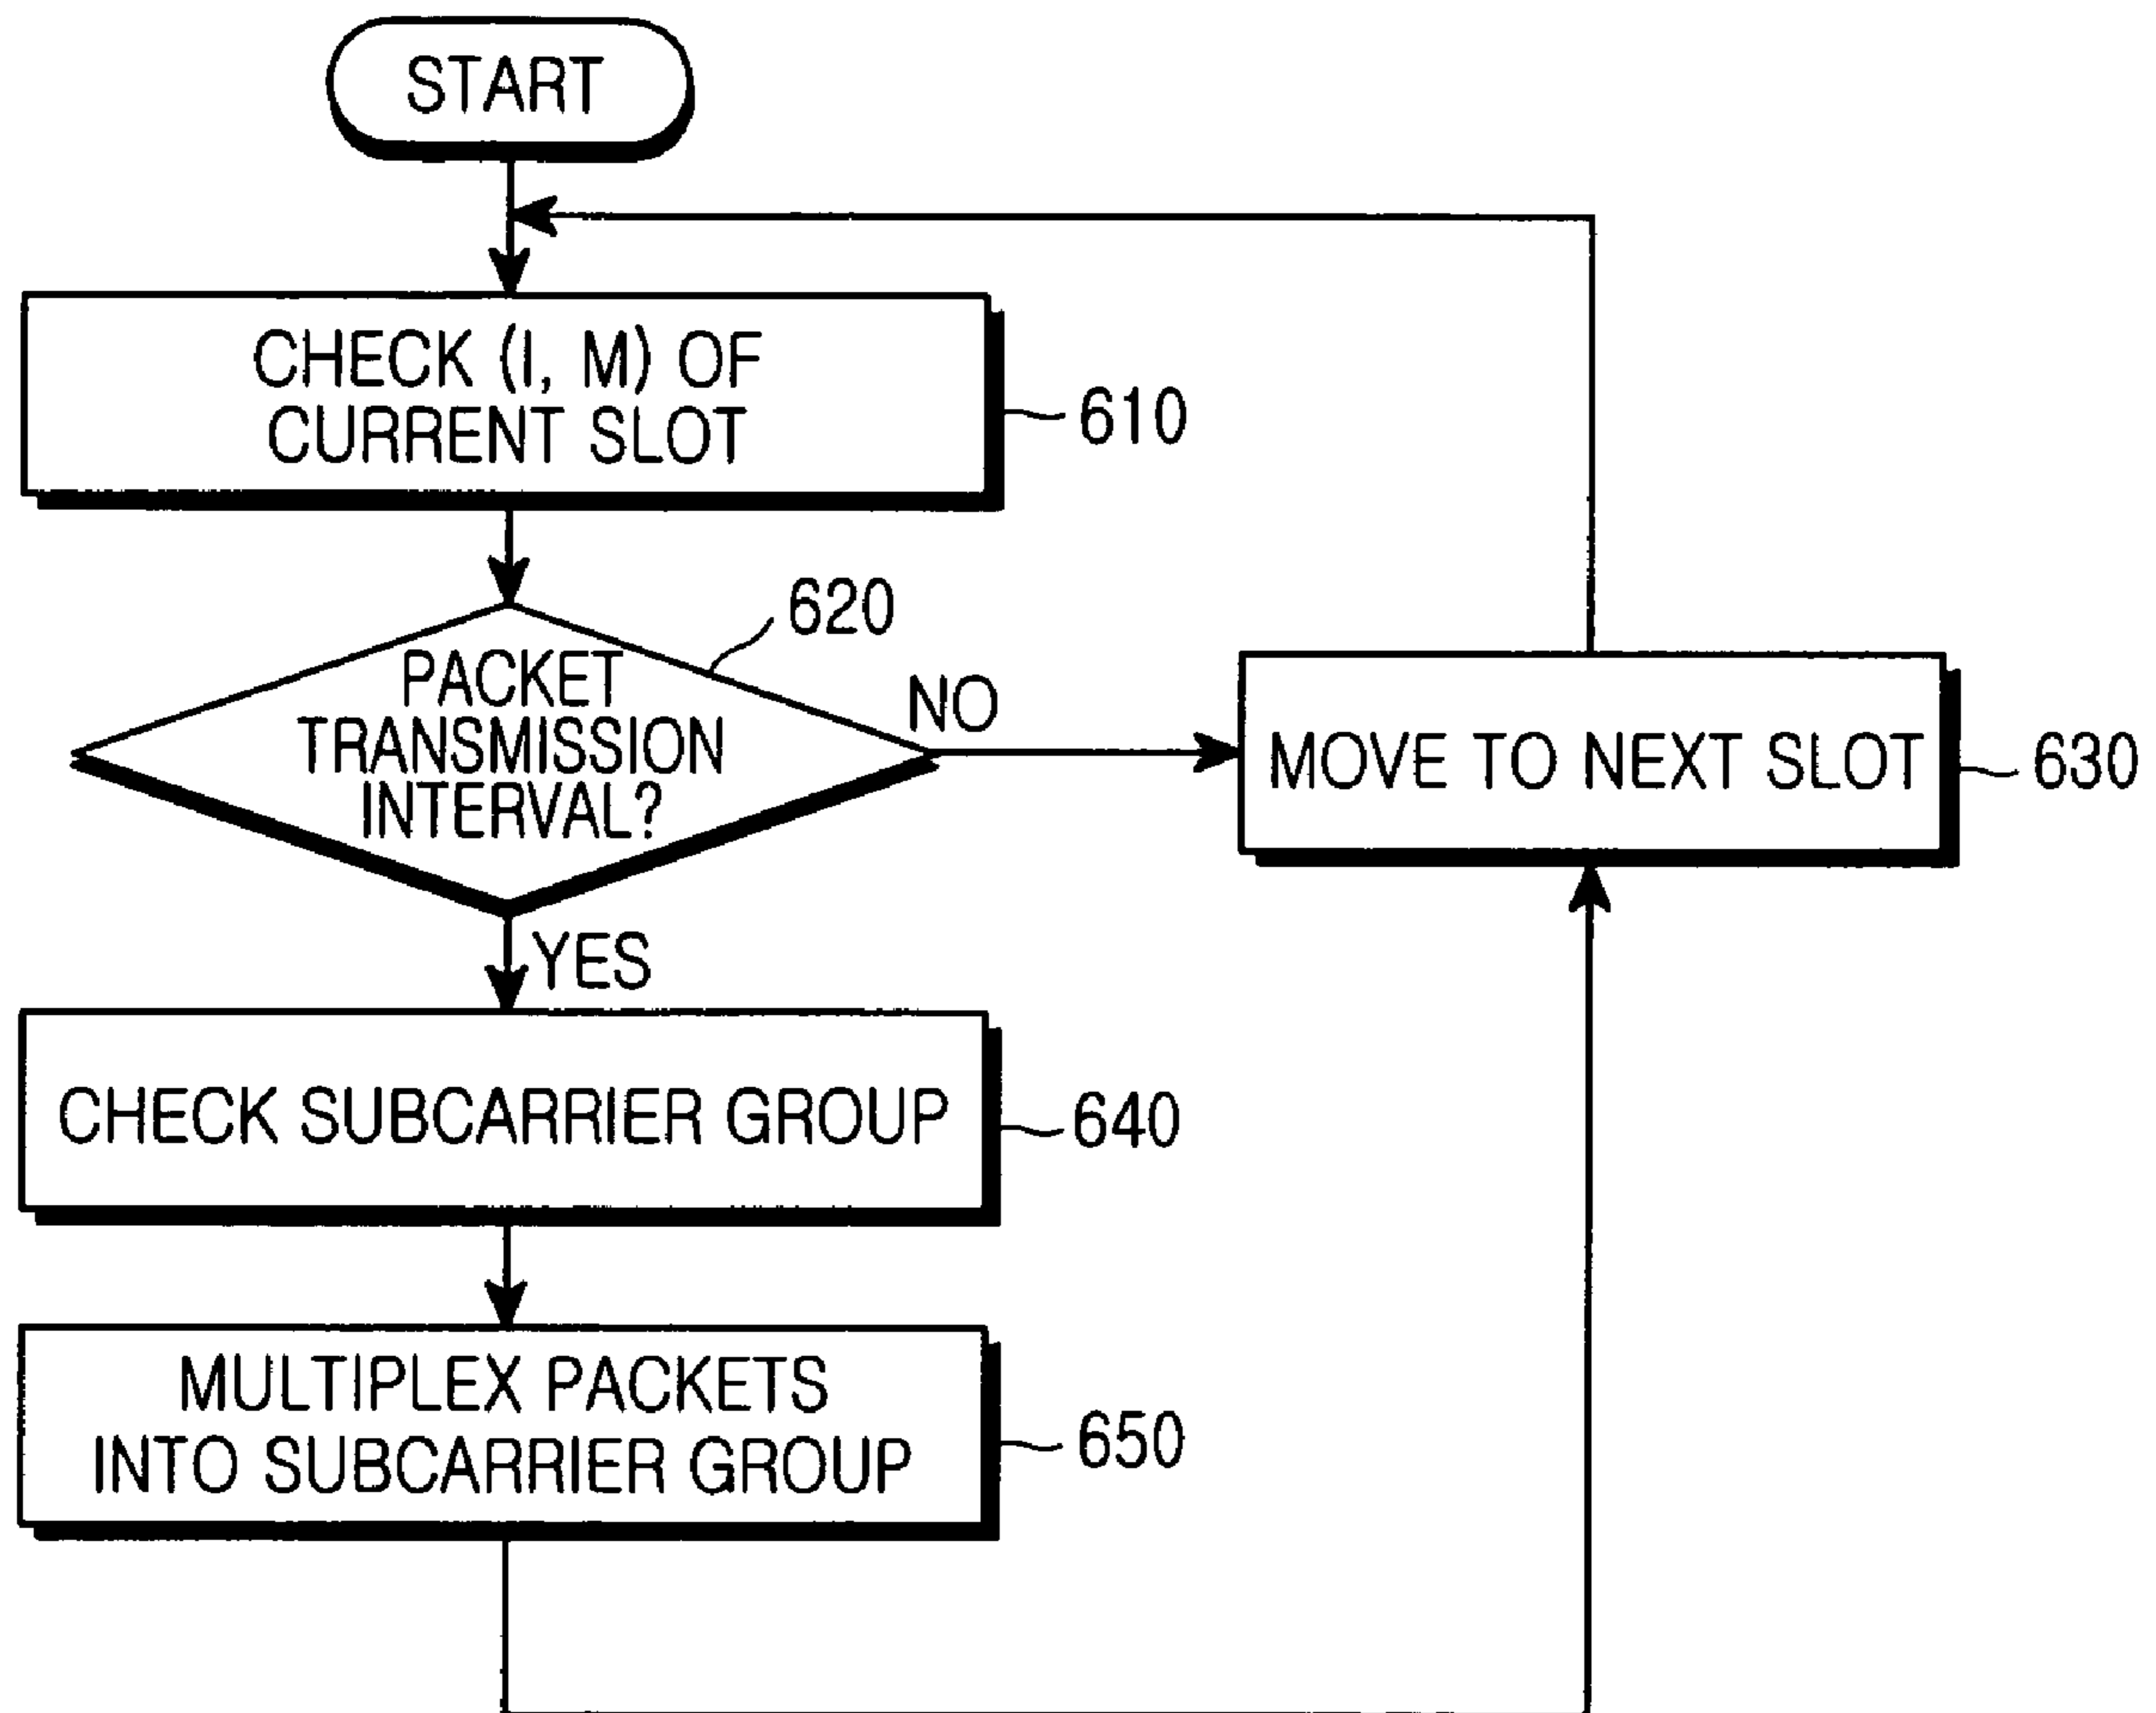 START
CHECK (I, M) OF
CURRENT SLOT
610
620
PACKET
TRANSMISSION
INTERVAL?
NO
MOVE TO NEXT SLOT
630
YES
CHECK SUBCARRIER GROUP
640
MULTIPLEX PACKETS
INTO SUBCARRIER GROUP
650